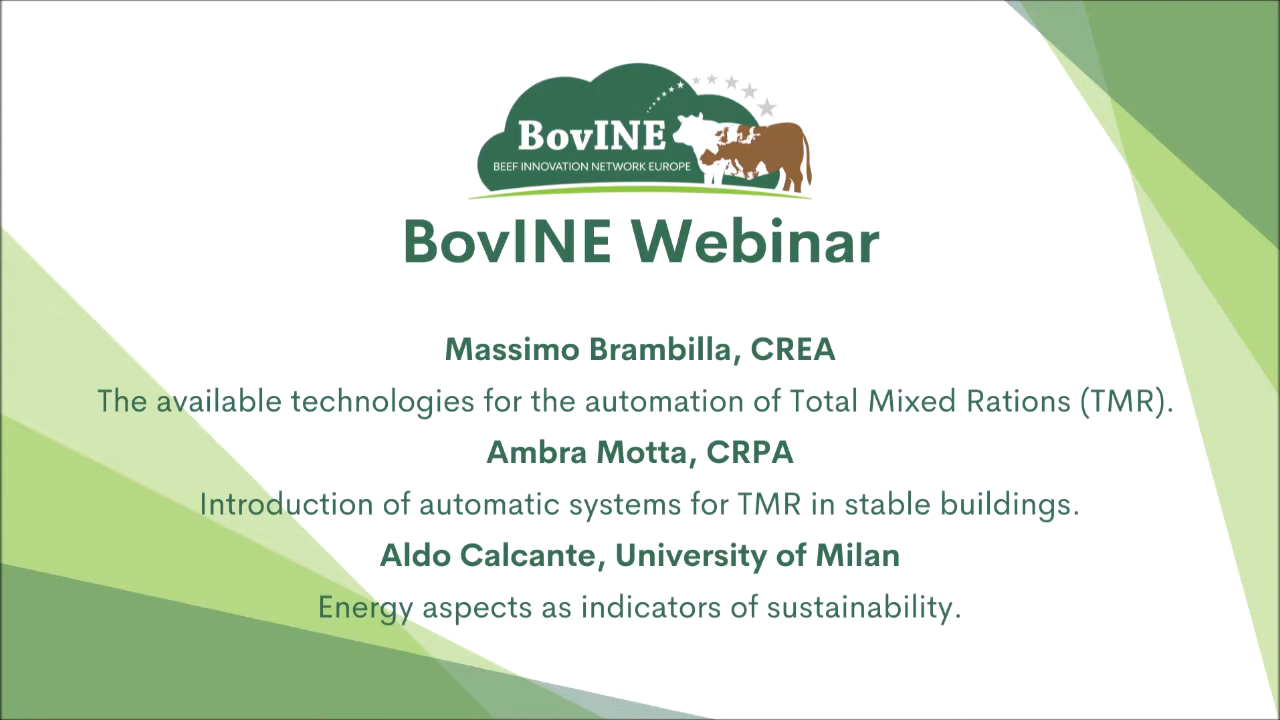 BovINE
BEEF INNOVATION NETWORK EUROPE
BovINE Webinar
Massimo Brambilla, CREA
The available technologies for the automation of Total Mixed Rations (TMR).
Ambra Motta, CRPA
Introduction of automatic systems for TMR in stable buildings.
Aldo Calcante, University of Milan
Energy aspects as indicators of sustainability.